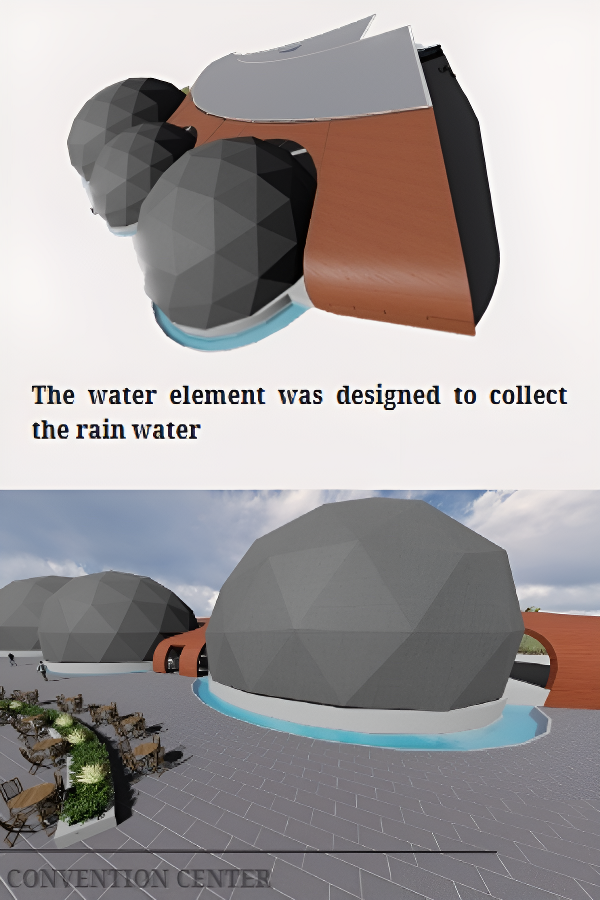 The water element was designed to collect
the rain water
CONVENTION CENTER